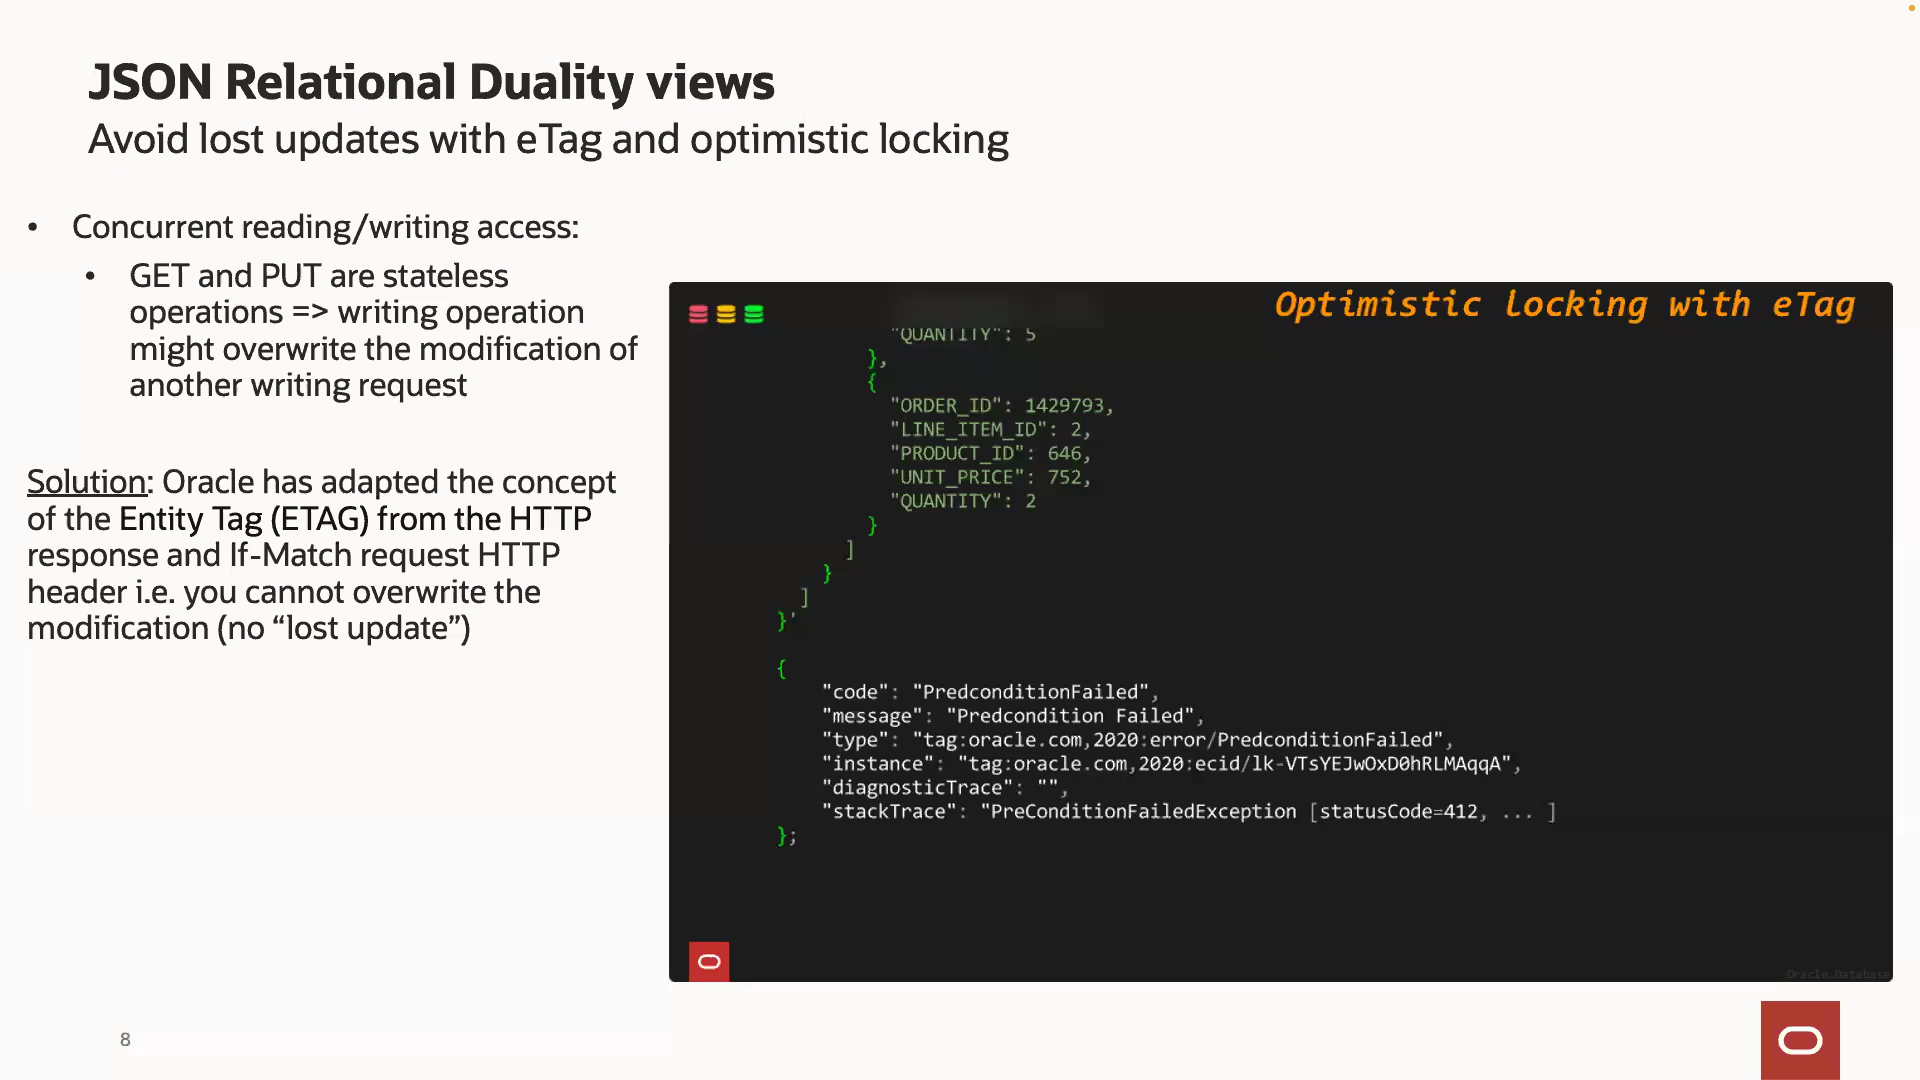 JSON Relational Duality views
Avoid lost updates with eTag and optimistic locking
• Concurrent reading/writing access:
• GET and PUT are stateless
operations => writing operation
might overwrite the modification of
another writing request
Solution: Oracle has adapted the concept
of the Entity Tag (ETAG) from the HTTP
response and If-Match request HTTP
header i.e. you cannot overwrite the
modification (no “lost update”)
Optimistic locking with eTag
"QUANTITY": 5
},
{
"ORDER_ID": 1429793,
"LINE_ITEM_ID": 2,
"PRODUCT_ID": 646,
"UNIT_PRICE": 752,
"QUANTITY": 2
}
]
}
]
}'
{
"code": "PredconditionFailed",
"message": "Predcondition Failed",
"type": "tag:oracle.com,2020:error/PredconditionFailed",
"instance": "tag:oracle.com,2020:ecid/lk-VTsYEJwOxD0hRLMAqqA",
"diagnosticTrace": "",
"stackTrace": "PreConditionFailedException [statusCode=412, ... ]
};
Oracle Database
8